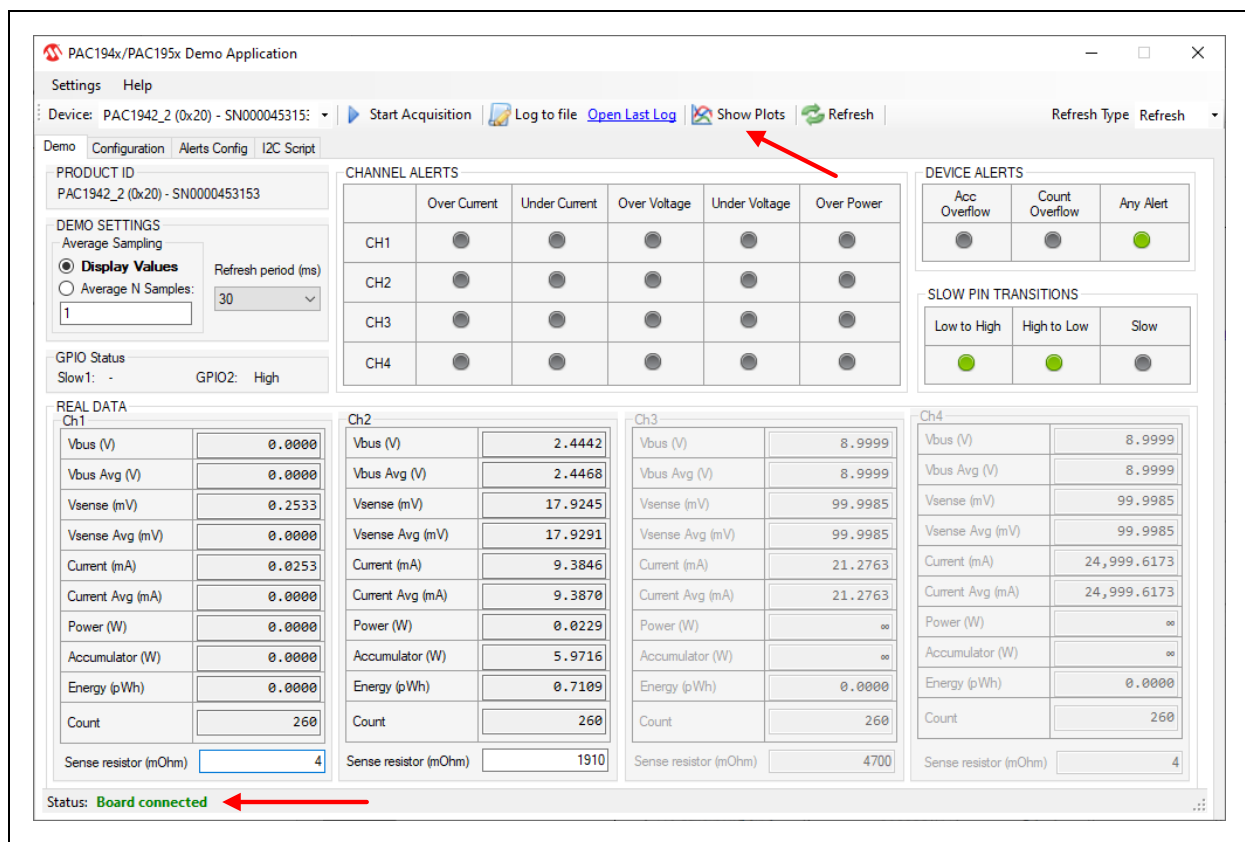 PAC194x/PAC195x Demo Application
Settings Help
Device: PAC1942_2 (0x20) - SN000045315: Start Acquisition Log to file Open Last Log Show Plots Refresh Refresh Type Refresh
Demo Configuration Alerts Config I2C Script
PRODUCT ID
PAC1942_2 (0x20) - SN0000453153
DEMO SETTINGS
Average Sampling
Display Values
Average N Samples:
1
Refresh period (ms)
30
GPIO Status
Slow1: - GPIO2: High
CHANNEL ALERTS
Over Current Under Current Over Voltage Under Voltage Over Power
CH1
CH2
CH3
CH4
DEVICE ALERTS
Acc Overflow Count Overflow Any Alert
SLOW PIN TRANSITIONS
Low to High High to Low Slow
REAL DATA
Ch1
Vbus (V) 0.0000
Vbus Avg (V) 0.0000
Vsense (mV) 0.2533
Vsense Avg (mV) 0.0000
Current (mA) 0.0253
Current Avg (mA) 0.0000
Power (W) 0.0000
Accumulator (W) 0.0000
Energy (pWh) 0.0000
Count 260
Sense resistor (mOhm) 4
Ch2
Vbus (V) 2.4442
Vbus Avg (V) 2.4468
Vsense (mV) 17.9245
Vsense Avg (mV) 17.9291
Current (mA) 9.3846
Current Avg (mA) 9.3870
Power (W) 0.0229
Accumulator (W) 5.9716
Energy (pWh) 0.7109
Count 260
Sense resistor (mOhm) 1910
Ch3
Vbus (V) 8.9999
Vbus Avg (V) 8.9999
Vsense (mV) 99.9985
Vsense Avg (mV) 99.9985
Current (mA) 21.2763
Current Avg (mA) 21.2763
Power (W) ∞
Accumulator (W) ∞
Energy (pWh) 0.0000
Count 260
Sense resistor (mOhm) 4700
Ch4
Vbus (V) 8.9999
Vbus Avg (V) 8.9999
Vsense (mV) 99.9985
Vsense Avg (mV) 99.9985
Current (mA) 24,999.6173
Current Avg (mA) 24,999.6173
Power (W) ∞
Accumulator (W) ∞
Energy (pWh) 0.0000
Count 260
Sense resistor (mOhm) 4
Status: Board connected